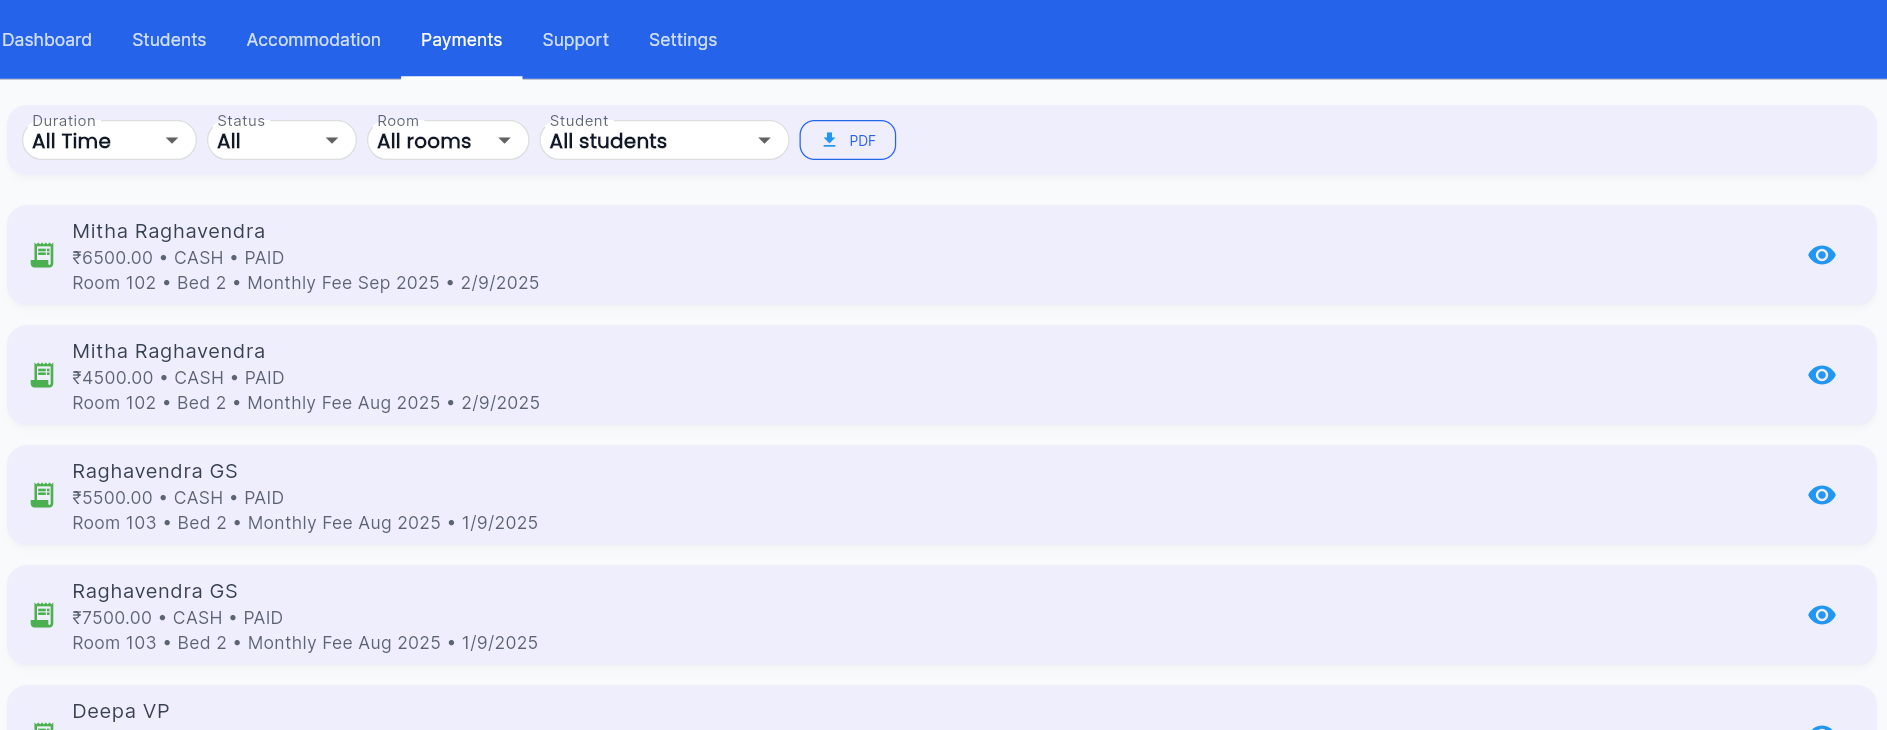 Dashboard Students Accommodation Payments Support Settings
Duration Status Room Student
All Time All All rooms All students PDF
Mitha Raghavendra
₹6500.00 • CASH • PAID
Room 102 • Bed 2 • Monthly Fee Sep 2025 • 2/9/2025
Mitha Raghavendra
₹4500.00 • CASH • PAID
Room 102 • Bed 2 • Monthly Fee Aug 2025 • 2/9/2025
Raghavendra GS
₹5500.00 • CASH • PAID
Room 103 • Bed 2 • Monthly Fee Aug 2025 • 1/9/2025
Raghavendra GS
₹7500.00 • CASH • PAID
Room 103 • Bed 2 • Monthly Fee Aug 2025 • 1/9/2025
Deepa VP